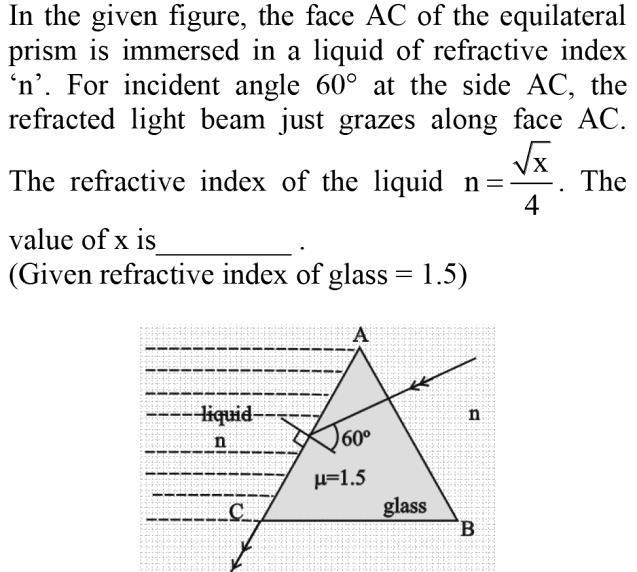 In the given figure, the face AC of the equilateral
prism is immersed in a liquid of refractive index
‘n’. For incident angle 60° at the side AC, the
refracted light beam just grazes along face AC.
The refractive index of the liquid n = √x/4 . The
value of x is__________ .
(Given refractive index of glass = 1.5)
A
liquid
n
n
60º
μ=1.5
glass
C
B